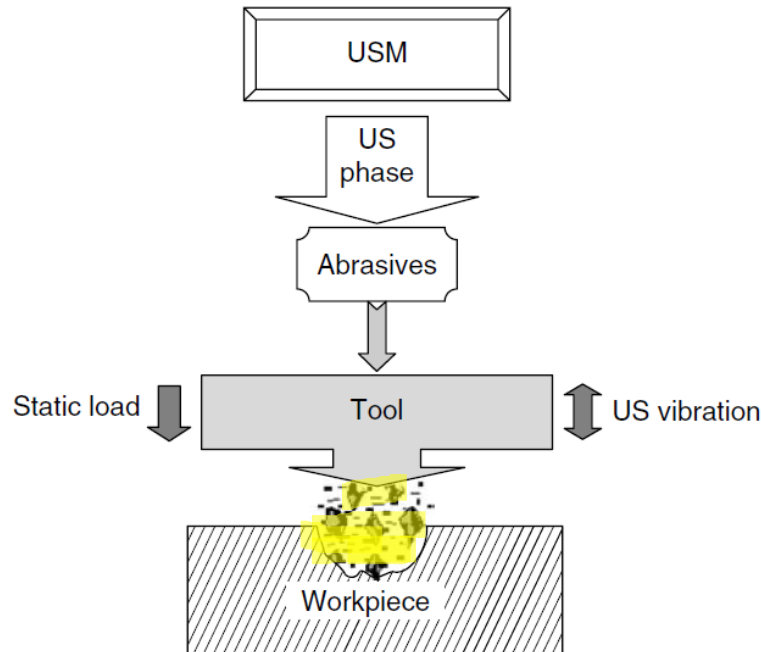 USM
US
phase
Abrasives
Static load
Tool
US vibration
Workpiece